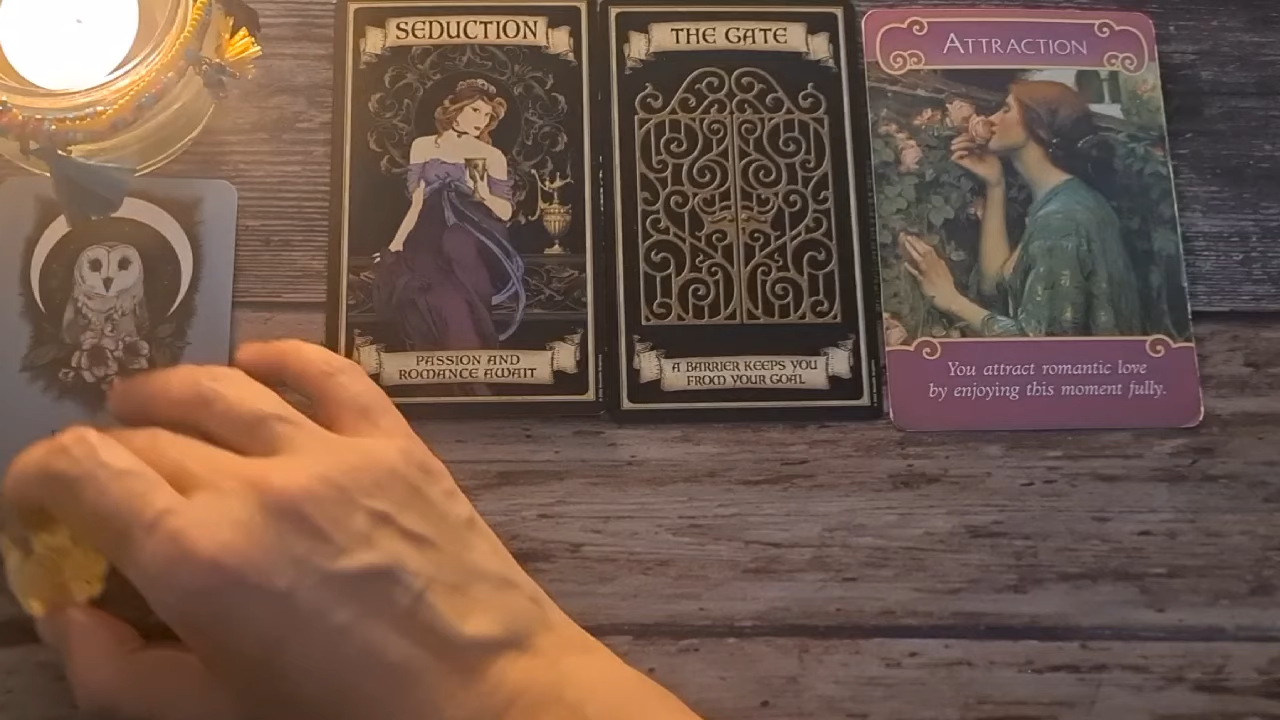 SEDUCTION
PASSION AND
ROMANCE AWAIT
THE GATE
A BARRIER KEEPS YOU
FROM YOUR GOAL
ATTRACTION
You attract romantic love
by enjoying this moment fully.